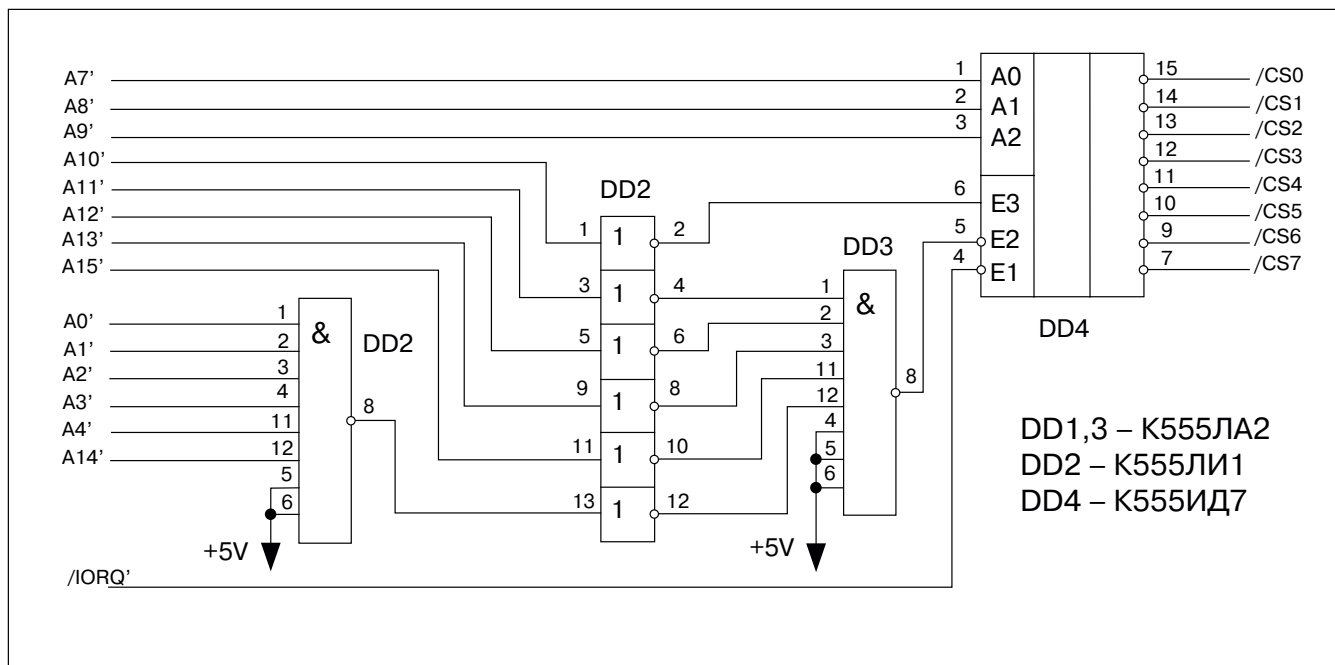 A7'
A8'
A9'
A10'
A11'
A12'
A13'
A15'
A0'
A1'
A2'
A3'
A4'
A14'
/IORQ'
1
2
3
4
11
12
5
6
&
DD2
8
+5V
DD2
1 1 2
3 1 4
5 1 6
9 1 8
11 1 10
13 1 12
DD3
1
2
3
11
12
4
5
6
&
8
+5V
1 A0
2 A1
3 A2
6 E3
5 E2
4 E1
15 /CS0
14 /CS1
13 /CS2
12 /CS3
11 /CS4
10 /CS5
9 /CS6
7 /CS7
DD4
DD1,3 – К555ЛА2
DD2 – К555ЛИ1
DD4 – К555ИД7